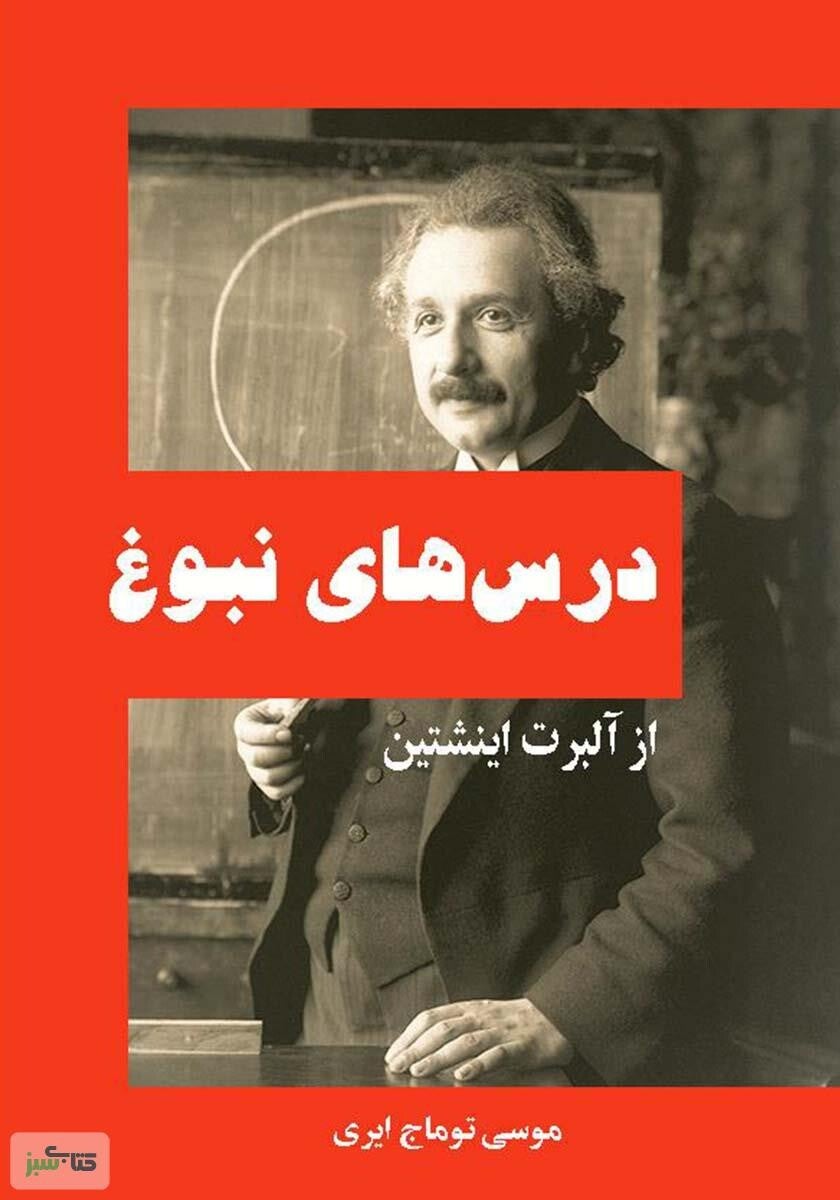 درس‌های نبوغ
از آلبرت اینشتین
موسی توماج ایری
کتاب سبز